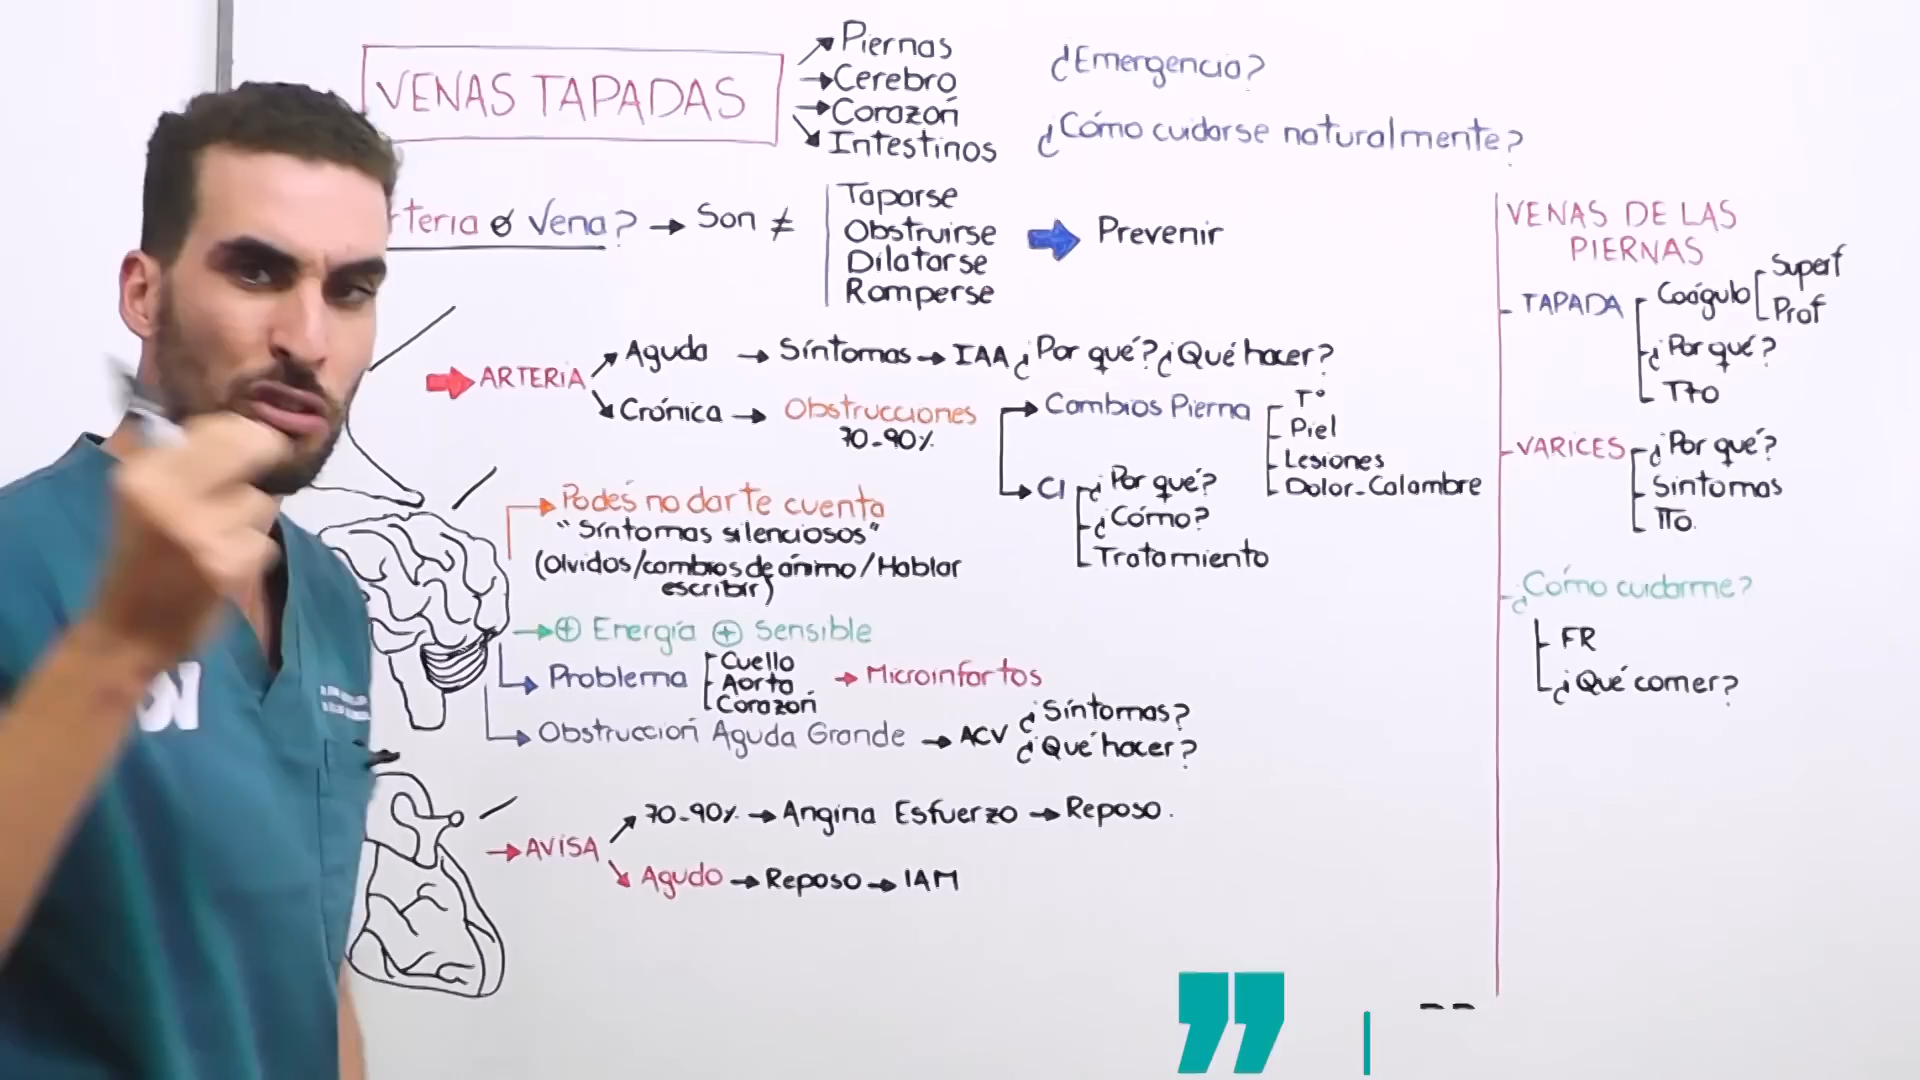 VENAS TAPADAS
Piernas
Cerebro
Corazón
Intestinos
¿Emergencia?
¿Cómo cuidarse naturalmente?
rteria o Vena? → Son ≠
Taparse
Obstruirse
Dilatarse
Romperse
Prevenir
ARTERIA
Aguda → Síntomas → IAA ¿Por qué? ¿Qué hacer?
Crónica → Obstrucciones
70-90%
Cambios Pierna
T°
Piel
Lesiones
Dolor-Calambre
CI
¿Por qué?
¿Cómo?
Tratamiento
Podés no darte cuenta
"Síntomas silenciosos"
(Olvidos/cambios de ánimo/Hablar
escribir)
⊕ Energía ⊕ Sensible
Problema
Cuello
Aorta
Corazón
→ Microinfartos
Obstrucción Aguda Grande → ACV
¿Síntomas?
¿Qué hacer?
AVISA
70-90% → Angina Esfuerzo → Reposo.
Agudo → Reposo → IAM
VENAS DE LAS
PIERNAS
TAPADA
Coágulo
Superf
Prof
¿Por qué?
TTO
VARICES
¿Por qué?
Síntomas
TTO.
¿Cómo cuidarme?
FR
¿Qué comer?